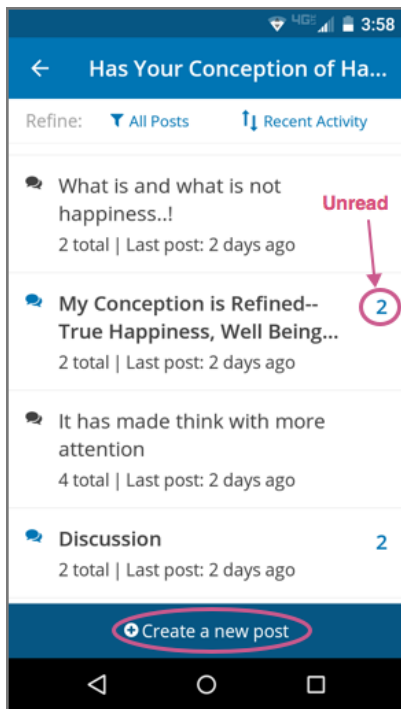 4GE 3:58
Has Your Conception of Ha...
Refine: All Posts Recent Activity
What is and what is not
happiness..!
Unread
2 total | Last post: 2 days ago
My Conception is Refined--
2
True Happiness, Well Being...
2 total | Last post: 2 days ago
It has made think with more
attention
4 total | Last post: 2 days ago
Discussion
2
2 total | Last post: 2 days ago
Create a new post